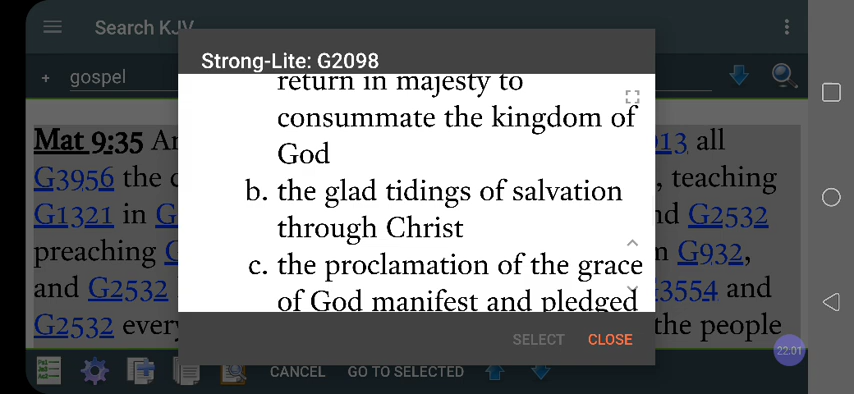 Search KJV
Strong-Lite: G2098
+ gospel
return in majesty to
consummate the kingdom of
God
b. the glad tidings of salvation
through Christ
c. the proclamation of the grace
of God manifest and pledged
SELECT CLOSE
Mat 9:35 13 all
G3956 the , teaching
G1321 in G nd G2532
preaching G932,
and G2532 3554 and
G2532 every the people
22:01
CANCEL GO TO SELECTED